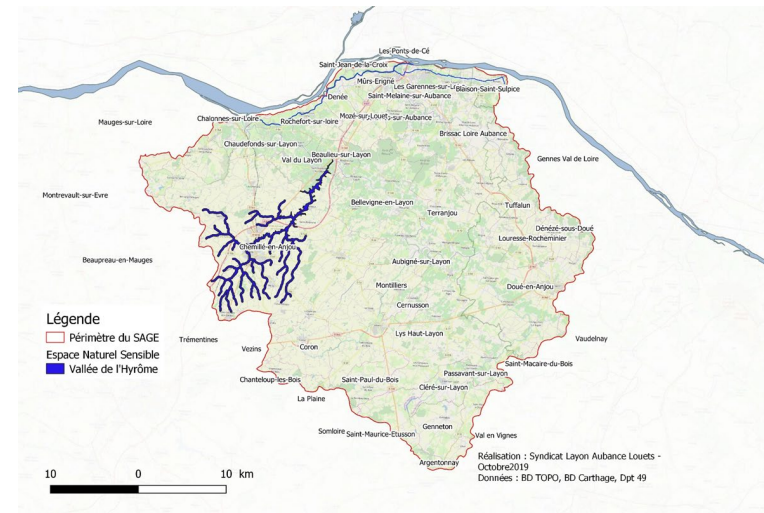 Les-Ponts-de-Cé
Saint-Jean-de-la-Croix
Mûrs-Erigné
Les Garennes-sur-L
Blaison-Saint-Sulpice
Denée
Saint-Melaine-sur-Aubance
Mauges-sur-Loire
Chalonnes-sur-Loire
Rochefort-sur-loire
Mozé-sur-Louet
s-sur-Aubance
Brissac Loire Aubance
Chaudefonds-sur-Layon
Beaulieu-sur-Layon
Val du Layon
Gennes Val de Loire
Montrevault-sur-Evre
Bellevigne-en-Layon
Tuffalun
Terranjou
Dénézé-sous-Doué
Louresse-Rocheminier
Chemillé-en-Anjou
Beaupreau-en-Mauges
Aubigné-sur-Layon
Montilliers
Doué-en-Anjou
Cernusson
Légende
Périmètre du SAGE
Espace Naturel Sensible
Vallée de l'Hyrôme
Trémentines
Lys Haut-Layon
Vaudelnay
Vezins
Coron
Saint-Macaire-du-Bois
Chanteloup-les-Bois
Saint-Paul-du-Bois
Passavant-sur-Layon
Cléré-sur-Layon
La Plaine
Genneton
Somloire
Saint-Maurice-Etusson
Val en Vignes
Argentonnay
Réalisation : Syndicat Layon Aubance Louets -
Octobre2019
Données : BD TOPO, BD Carthage, Dpt 49
10 0 10 km